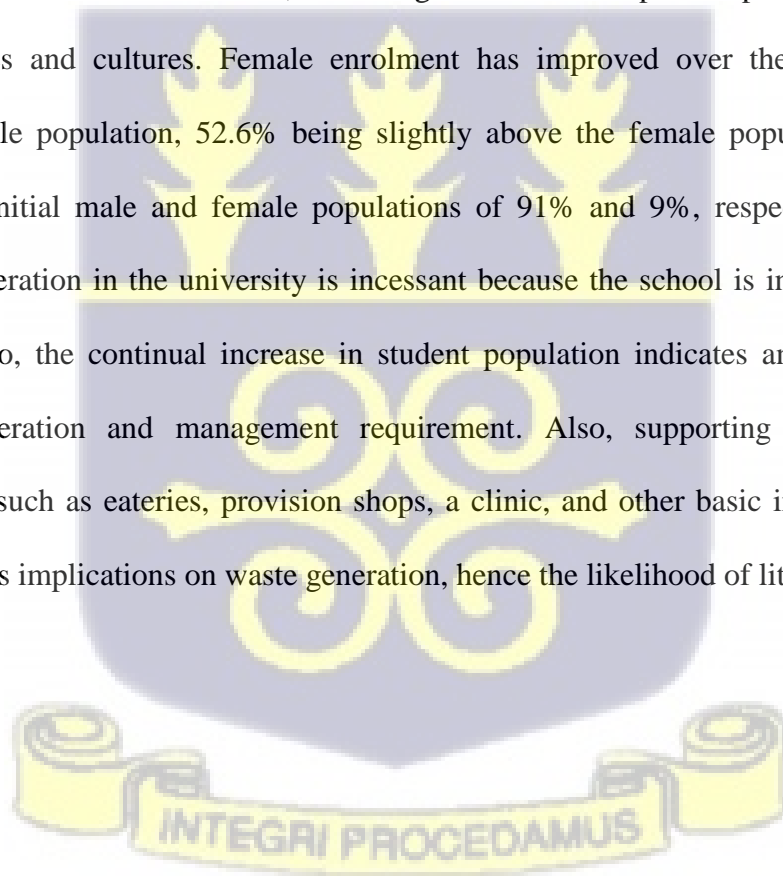 s and cultures. Female enrolment has improved over the
le population, 52.6% being slightly above the female popu
nitial male and female populations of 91% and 9%, respe
eration in the university is incessant because the school is in
o, the continual increase in student population indicates an
eration and management requirement. Also, supporting
such as eateries, provision shops, a clinic, and other basic i
s implications on waste generation, hence the likelihood of lit
INTEGRI PROCEDAMUS